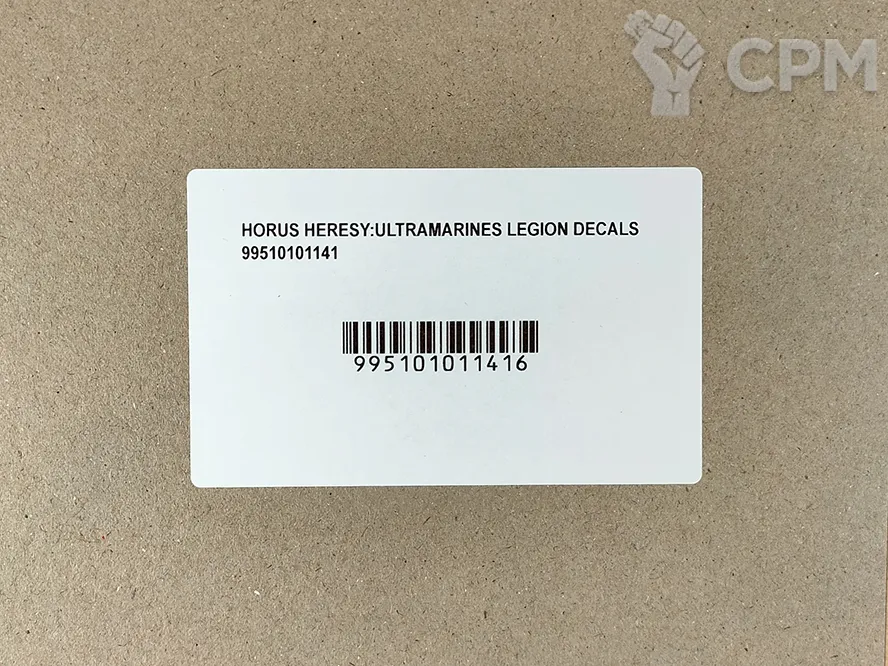 CPM
HORUS HERESY:ULTRAMARINES LEGION DECALS
99510101141
995101011416